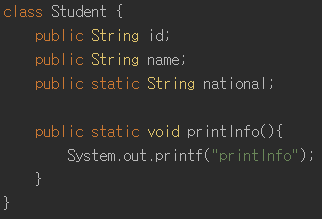 class Student {
    public String id;
    public String name;
    public static String national;

    public static void printInfo(){
        System.out.printf("printInfo");
    }
}